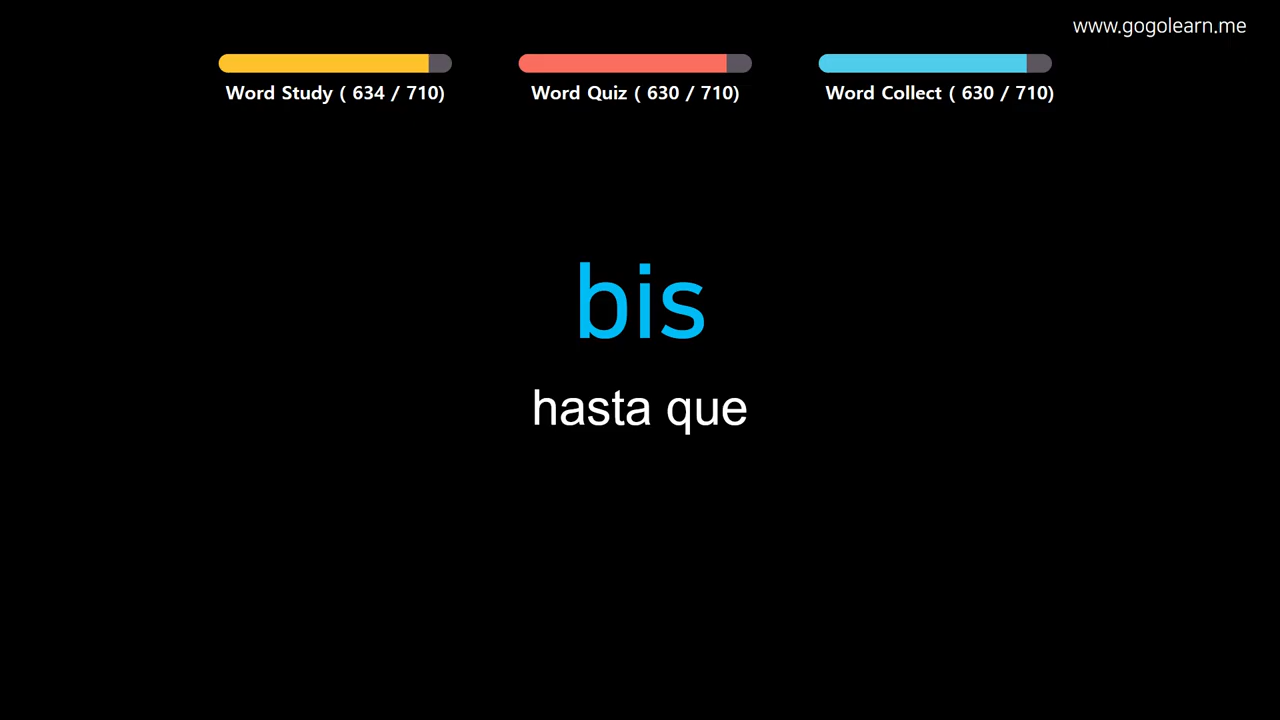 www.gogolearn.me
Word Study ( 634 / 710)
Word Quiz ( 630 / 710)
Word Collect ( 630 / 710)
bis
hasta que